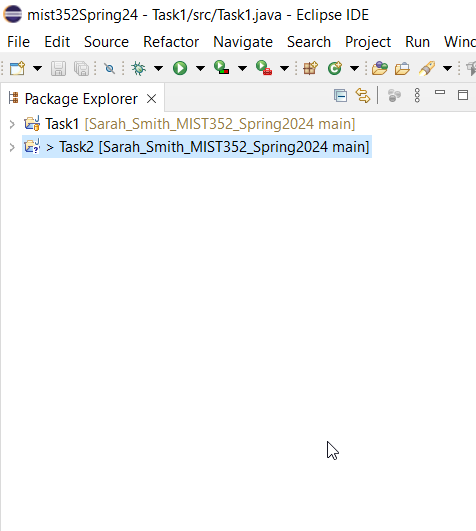 mist352Spring24 - Task1/src/Task1.java - Eclipse IDE
File Edit Source Refactor Navigate Search Project Run Wind
Package Explorer
Task1 [Sarah_Smith_MIST352_Spring2024 main]
> Task2 [Sarah_Smith_MIST352_Spring2024 main]